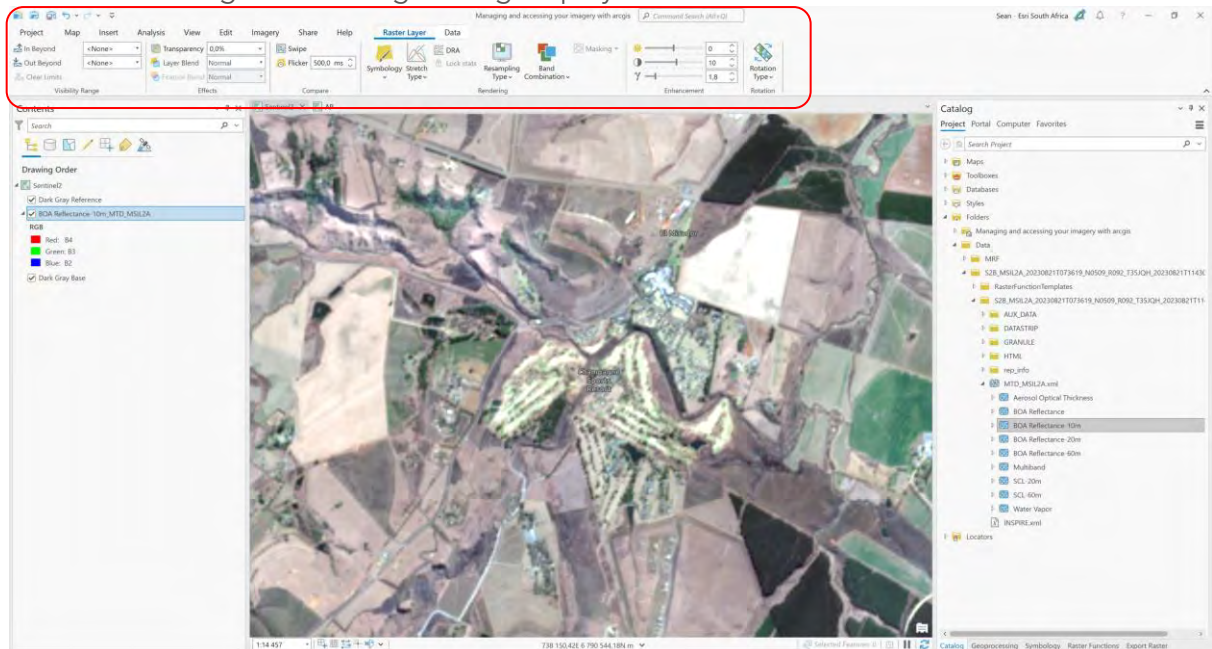 Managing and accessing your imagery with arcgis
Command Search (Alt+Q)
Sean - Esri South Africa
Project Map Insert Analysis View Edit Imagery Share Help Raster Layer Data
In Beyond <None>
Out Beyond <None>
Clear Limits
Visibility Range
Transparency 0,0%
Layer Blend Normal
Feature Blend Normal
Effects
Swipe
Flicker 500,0 ms
Compare
Symbology
Stretch Type
DRA
Lock stats
Resampling Type
Band Combination
Masking
Rendering
0
10
1,8
Enhancement
Rotation Type
Rotation
Contents
Search
Drawing Order
Sentinel2
Dark Gray Reference
BOA Reflectance-10m_MTD_MSIL2A
RGB
Red: B4
Green: B3
Blue: B2
Dark Gray Base
Sentinel2
Champagne
Sports
1:14 457
738 150,42E 6 790 544,18N m
Selected Features: 0
Catalog
Project Portal Computer Favorites
Search Project
Maps
Toolboxes
Databases
Styles
Folders
Managing and accessing your imagery with arcgis
Data
MRF
S2B_MSIL2A_20230821T073619_N0509_R092_T35JQH_20230821T1143(
RasterFunctionTemplates
S2B_MSIL2A_20230821T073619_N0509_R092_T35JQH_20230821T11
AUX_DATA
DATASTRIP
GRANULE
HTML
rep_info
MTD_MSIL2A.xml
Aerosol Optical Thickness
BOA Reflectance
BOA Reflectance-10m
BOA Reflectance-20m
BOA Reflectance-60m
Multiband
SCL-20m
SCL-60m
Water Vapor
INSPIRE.xml
Locators
Catalog Geoprocessing Symbology Raster Functions Export Raster